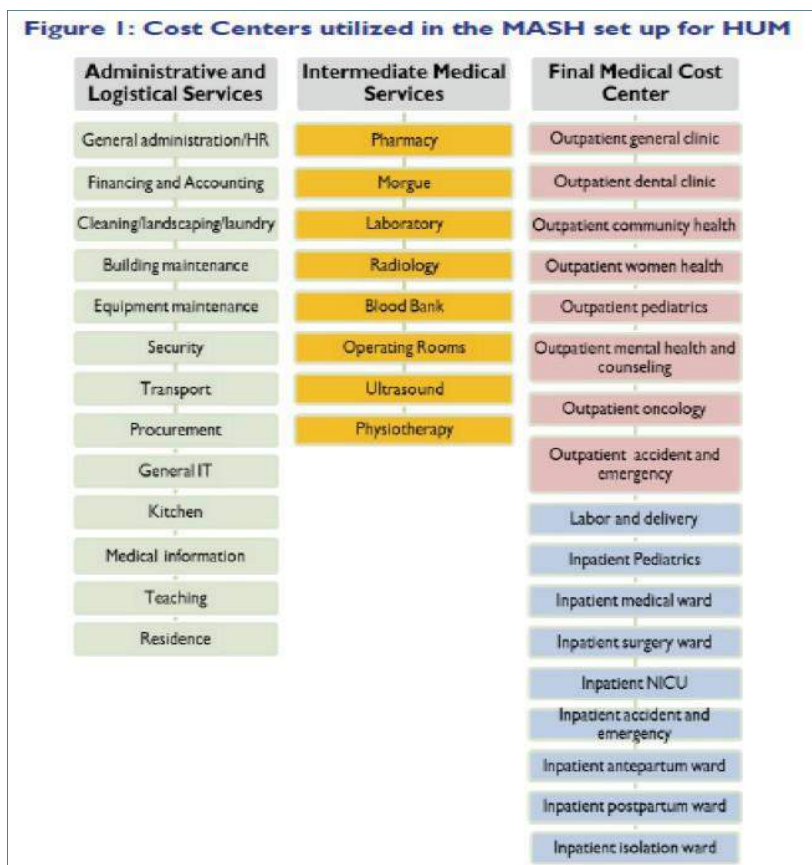 Figure 1: Cost Centers utilized in the MASH set up for HUM
Administrative and
Logistical Services
General administration/HR
Financing and Accounting
Cleaning/landscaping/laundry
Building maintenance
Equipment maintenance
Security
Transport
Procurement
General IT
Kitchen
Medical information
Teaching
Residence
Intermediate Medical
Services
Pharmacy
Morgue
Laboratory
Radiology
Blood Bank
Operating Rooms
Ultrasound
Physiotherapy
Final Medical Cost
Center
Outpatient general clinic
Outpatient dental clinic
Outpatient community health
Outpatient women health
Outpatient pediatrics
Outpatient mental health and
counseling
Outpatient oncology
Outpatient accident and
emergency
Labor and delivery
Inpatient Pediatrics
Inpatient medical ward
Inpatient surgery ward
Inpatient NICU
Inpatient accident and
emergency
Inpatient antepartum ward
Inpatient postpartum ward
Inpatient isolation ward